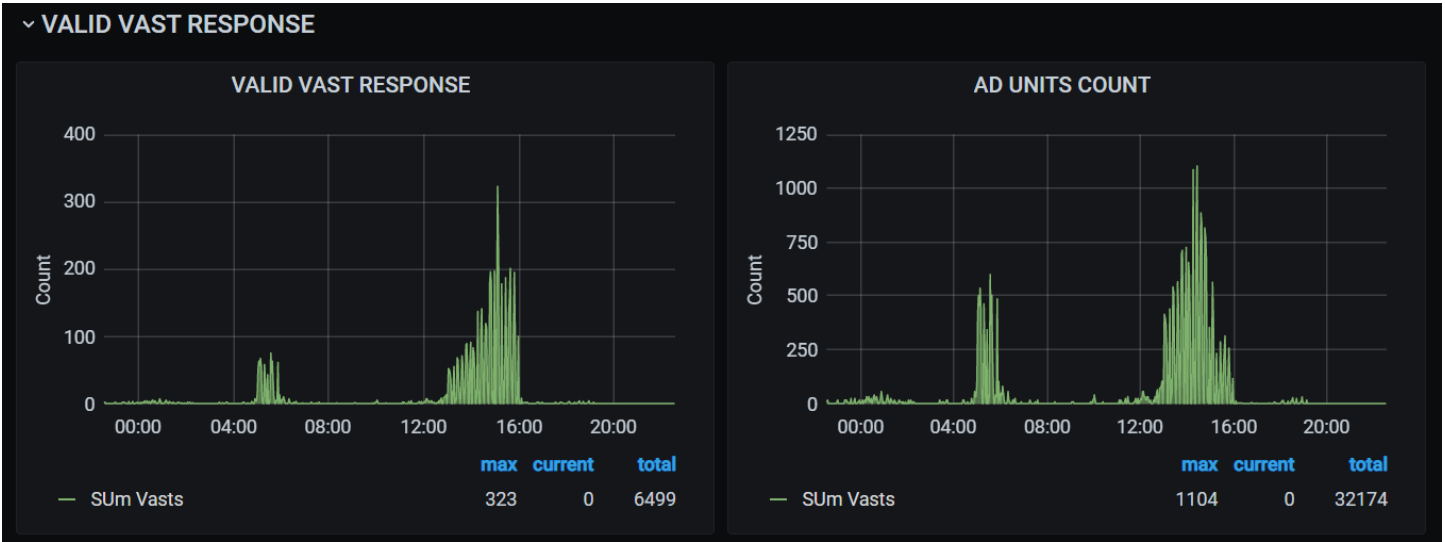 VALID VAST RESPONSE
VALID VAST RESPONSE
400
300
200
100
0
Count
00:00 04:00 08:00 12:00 16:00 20:00
max current total
SUm Vasts 323 0 6499
AD UNITS COUNT
1250
1000
750
500
250
0
Count
00:00 04:00 08:00 12:00 16:00 20:00
max current total
SUm Vasts 1104 0 32174